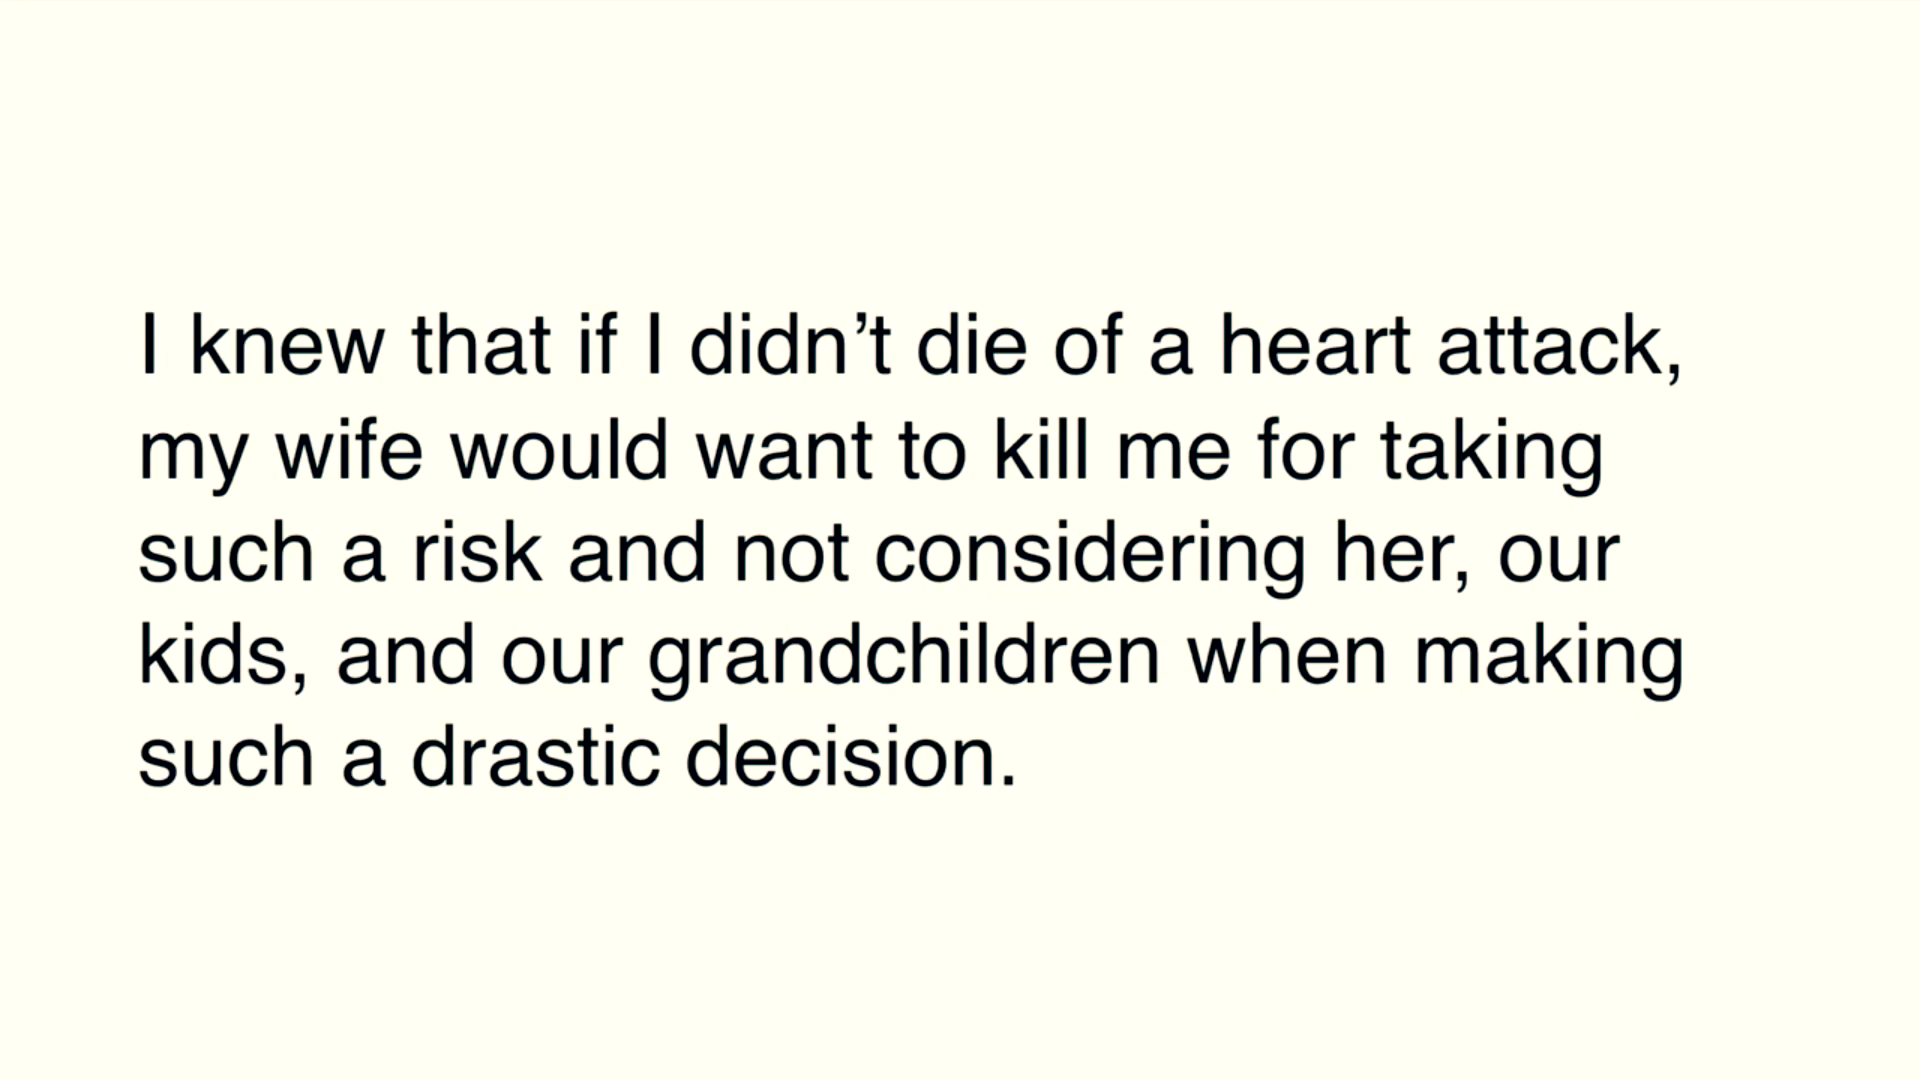 I knew that if I didn’t die of a heart attack,
my wife would want to kill me for taking
such a risk and not considering her, our
kids, and our grandchildren when making
such a drastic decision.